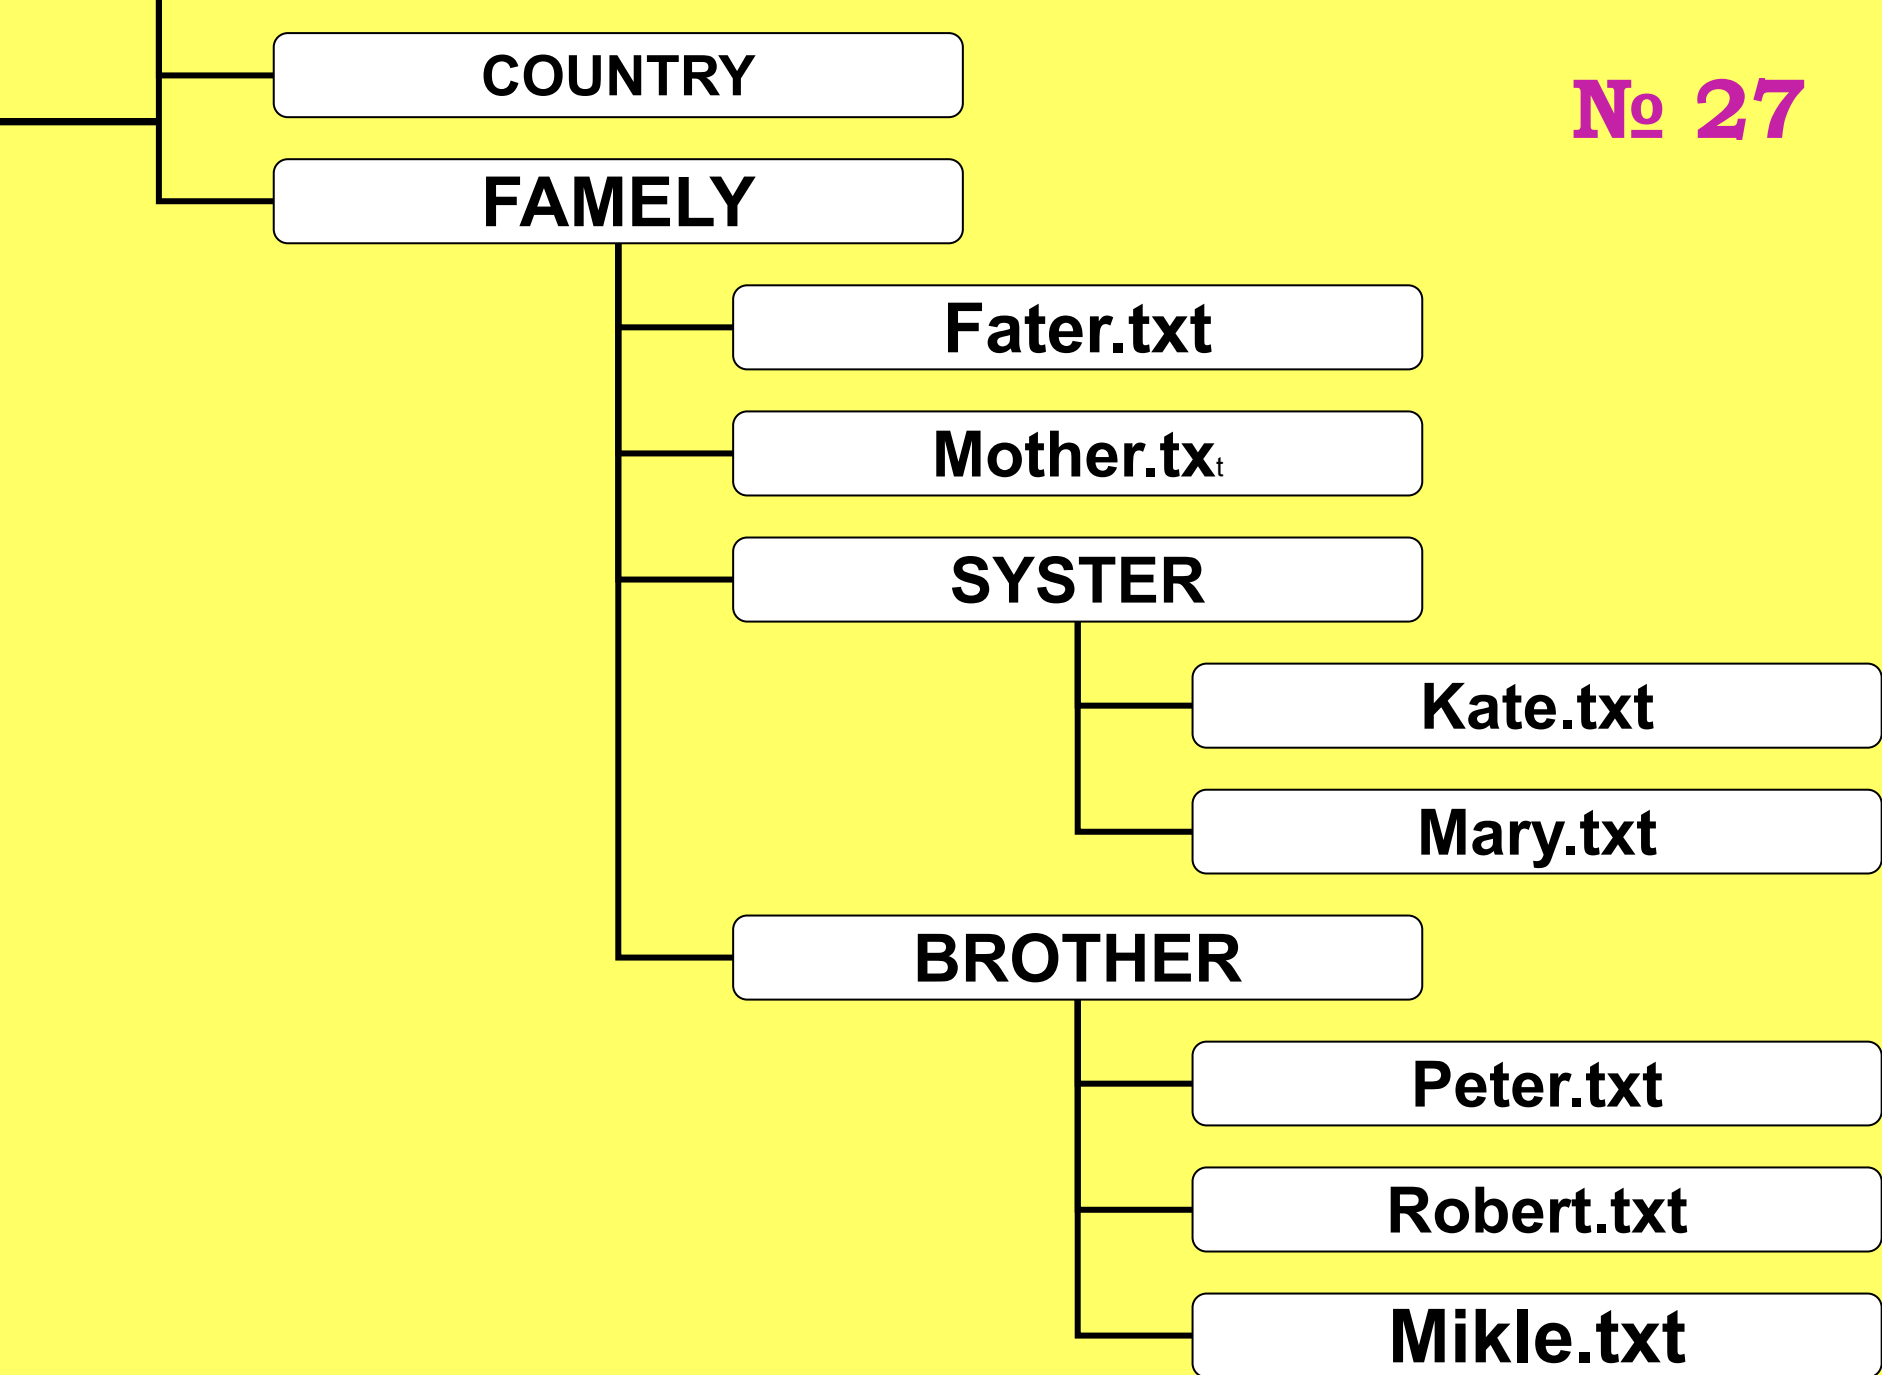 COUNTRY
№ 27
FAMELY
Fater.txt
Mother.txt
SYSTER
Kate.txt
Mary.txt
BROTHER
Peter.txt
Robert.txt
Mikle.txt